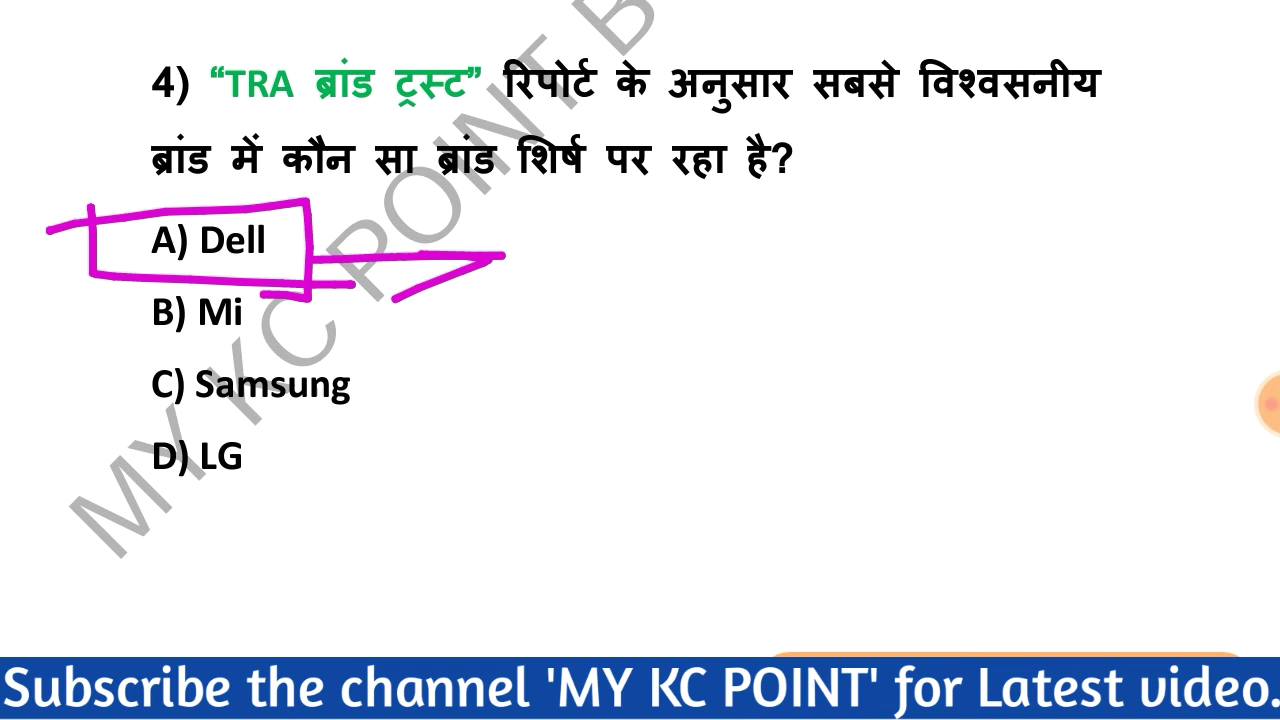 4) “TRA ब्रांड ट्रस्ट” रिपोर्ट के अनुसार सबसे विश्वसनीय
ब्रांड में कौन सा ब्रांड शिर्ष पर रहा है?
A) Dell
B) Mi
C) Samsung
D) LG
MY KC POINT B
Subscribe the channel 'MY KC POINT' for Latest video.